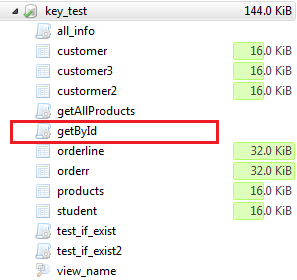 key_test 144.0 KiB
all_info
customer 16.0 KiB
customer3 16.0 KiB
custormer2 16.0 KiB
getAllProducts
getById
orderline 32.0 KiB
orderr 32.0 KiB
products 16.0 KiB
student 16.0 KiB
test_if_exist
test_if_exist2
view_name